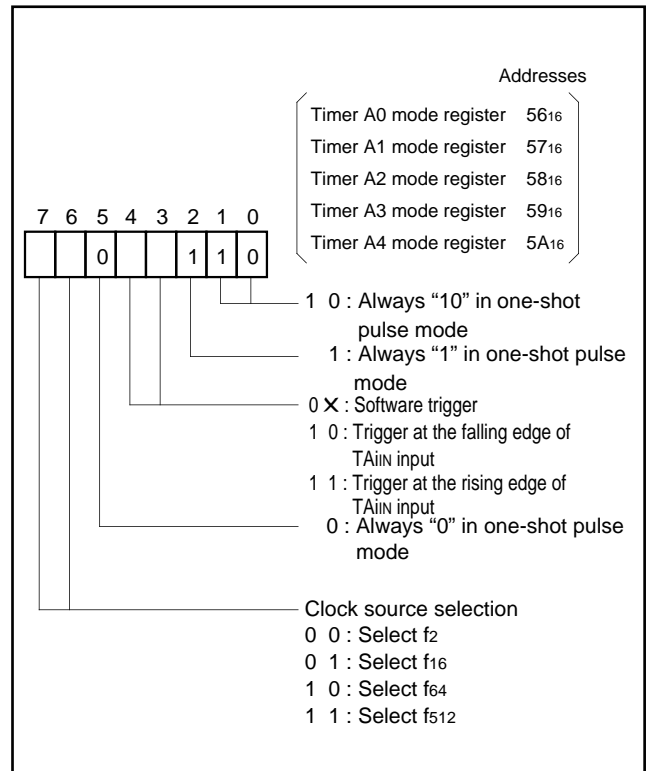 Addresses
Timer A0 mode register 5616
Timer A1 mode register 5716
Timer A2 mode register 5816
Timer A3 mode register 5916
Timer A4 mode register 5A16
7 6 5 4 3 2 1 0
0 1 1 0
1 0 : Always “10” in one-shot
pulse mode
1 : Always “1” in one-shot pulse
mode
0 ✕ : Software trigger
1 0 : Trigger at the falling edge of
TAiIN input
1 1 : Trigger at the rising edge of
TAiIN input
0 : Always “0” in one-shot pulse
mode
Clock source selection
0 0 : Select f2
0 1 : Select f16
1 0 : Select f64
1 1 : Select f512